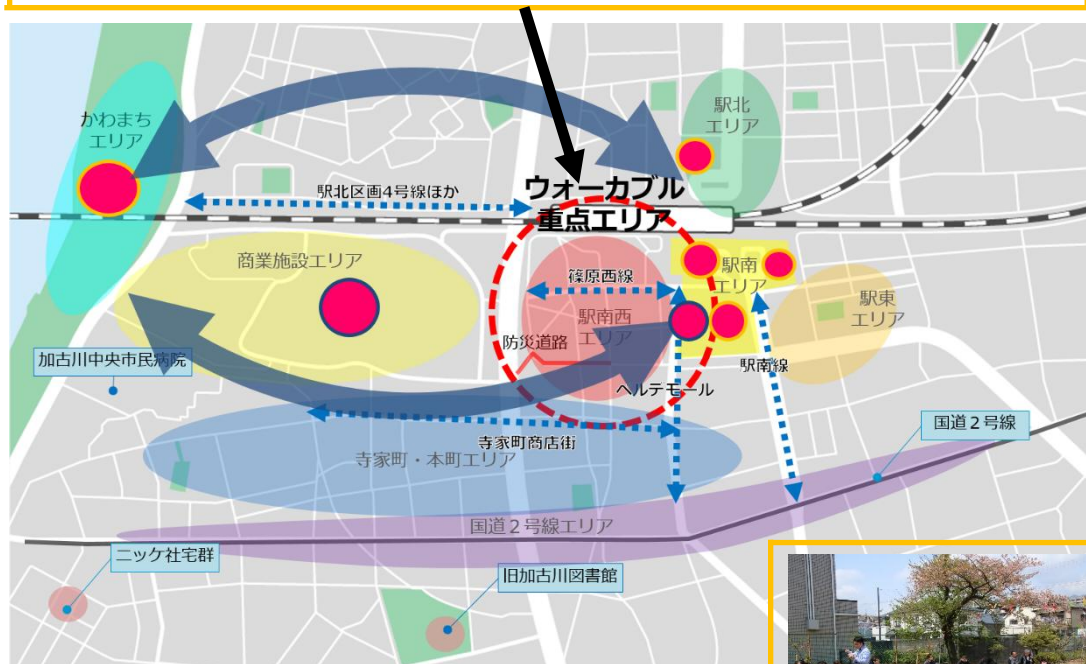 かわまち
エリア
駅北
エリア
駅北区画4号線ほか
ウォーカブル
重点エリア
商業施設エリア
篠原西線
駅南
エリア
駅南西
エリア
駅東
エリア
防災道路
加古川中央市民病院
ベルデモール
駅南線
国道２号線
寺家町商店街
寺家町・本町エリア
国道２号線エリア
ニッケ社宅群
旧加古川図書館